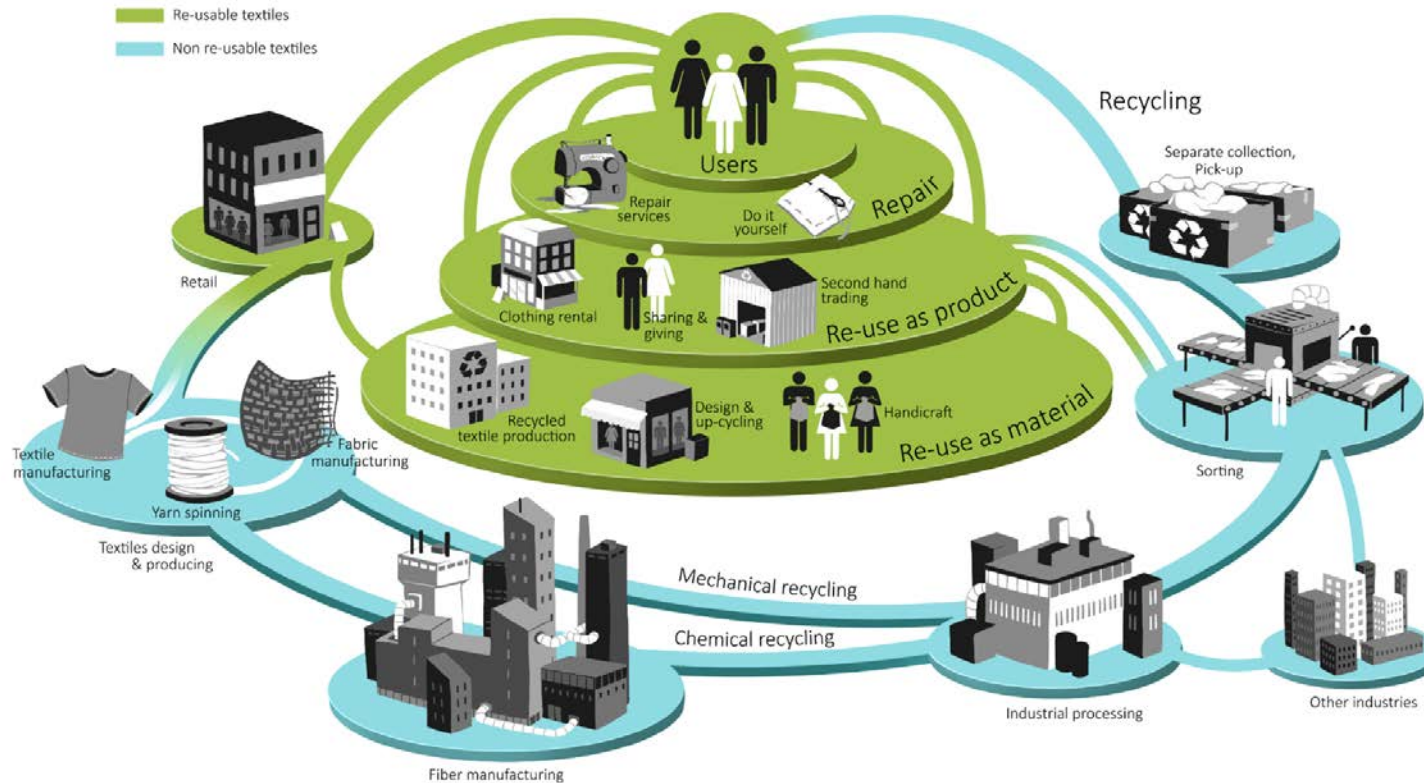 Re-usable textiles
Non re-usable textiles
Recycling
Separate collection,
Pick-up
Users
Repair
services
Do it
yourself
Repair
Retail
Clothing rental
Sharing &
giving
Second hand
trading
Re-use as product
Textile
manufacturing
Fabric
manufacturing
Yarn spinning
Textiles design
& producing
Recycled
textile production
Design &
up-cycling
Handicraft
Re-use as material
Sorting
Mechanical recycling
Chemical recycling
Industrial processing
Other industries
Fiber manufacturing